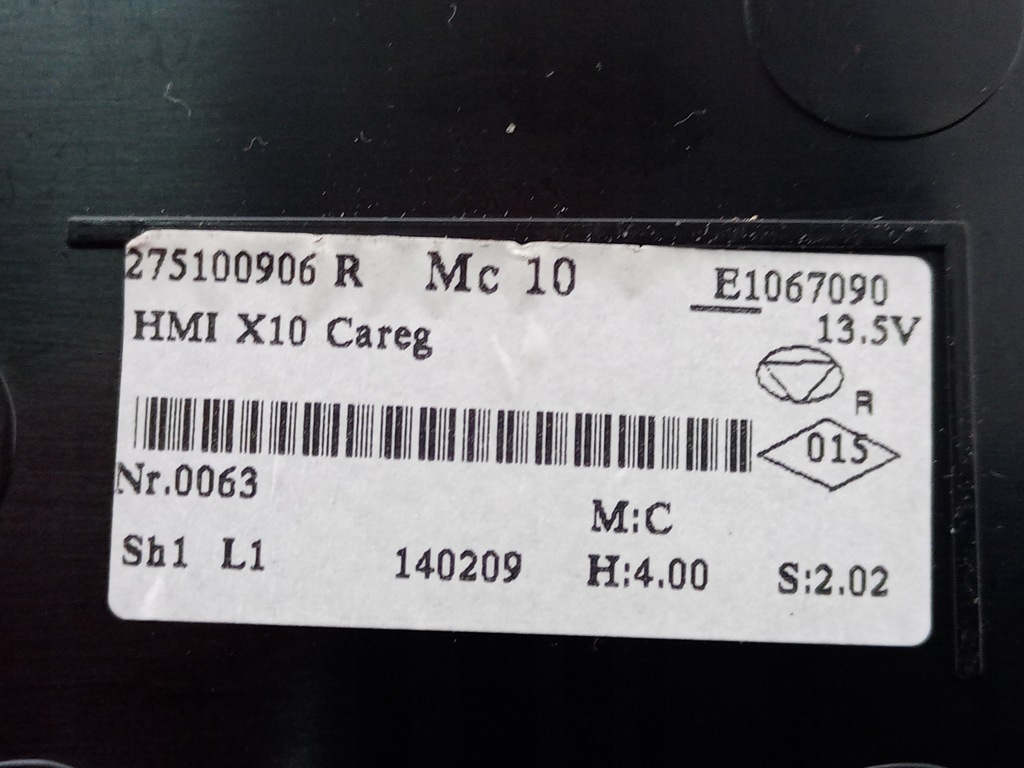 275100906 R Mc 10 E1067090
HMI X10 Careg 13.5V
R
015
Nr.0063
M:C
Sh1 L1 140209 H:4.00 S:2.02